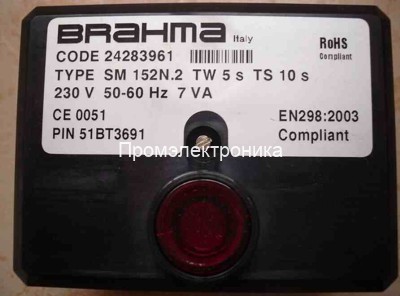 BRAHMA Italy
RoHS
Compliant
CODE 24283961
TYPE SM 152N.2 TW 5 s TS 10 s
230 V 50-60 Hz 7 VA
CE 0051
EN298:2003
PIN 51BT3691
Compliant
Промэлектроника